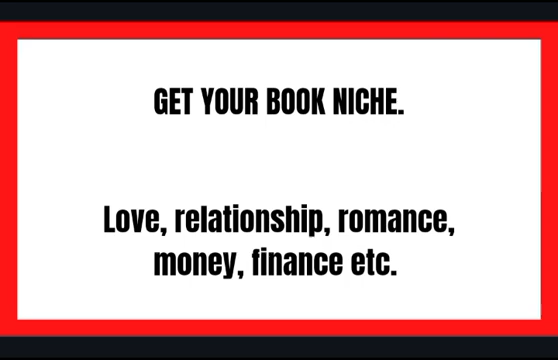 GET YOUR BOOK NICHE.
Love, relationship, romance,
money, finance etc.